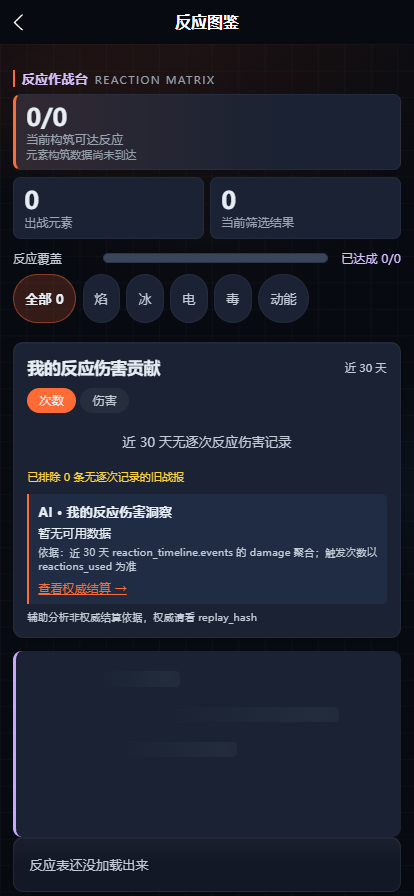 反应图鉴
反应作战台 REACTION MATRIX
0/0
当前构筑可达反应
元素构筑数据尚未到达
0
出战元素
0
当前筛选结果
反应覆盖 已达成 0/0
全部 0 焰 冰 电 毒 动能
我的反应伤害贡献 近 30 天
次数 伤害
近 30 天无逐次反应伤害记录
已排除 0 条无逐次记录的旧战报
AI • 我的反应伤害洞察
暂无可用数据
依据：近 30 天 reaction_timeline.events 的 damage 聚合；触发次数以
reactions_used 为准
查看权威结算 →
辅助分析非权威结算依据，权威请看 replay_hash
反应表还没加载出来